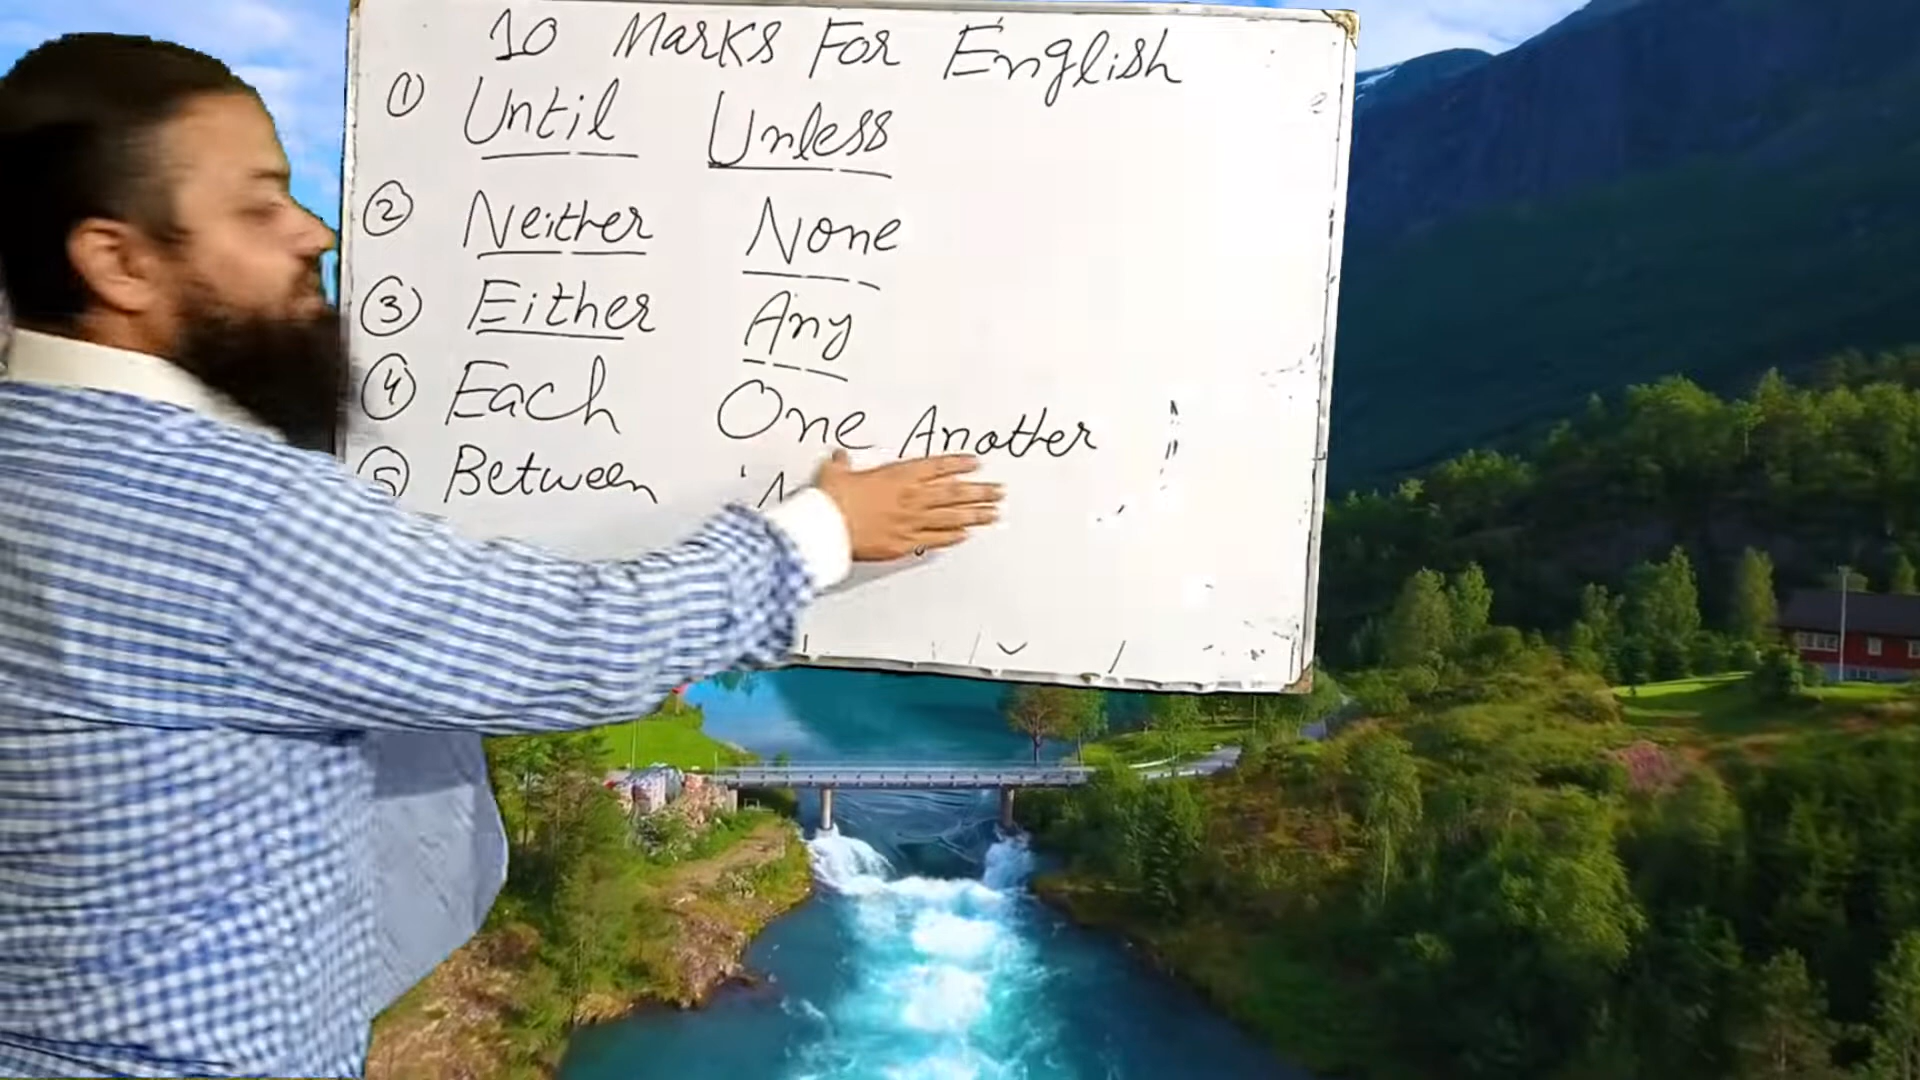 10 Marks For English
① Until Unless
② Neither None
③ Either Any
④ Each One Another
⑤ Between